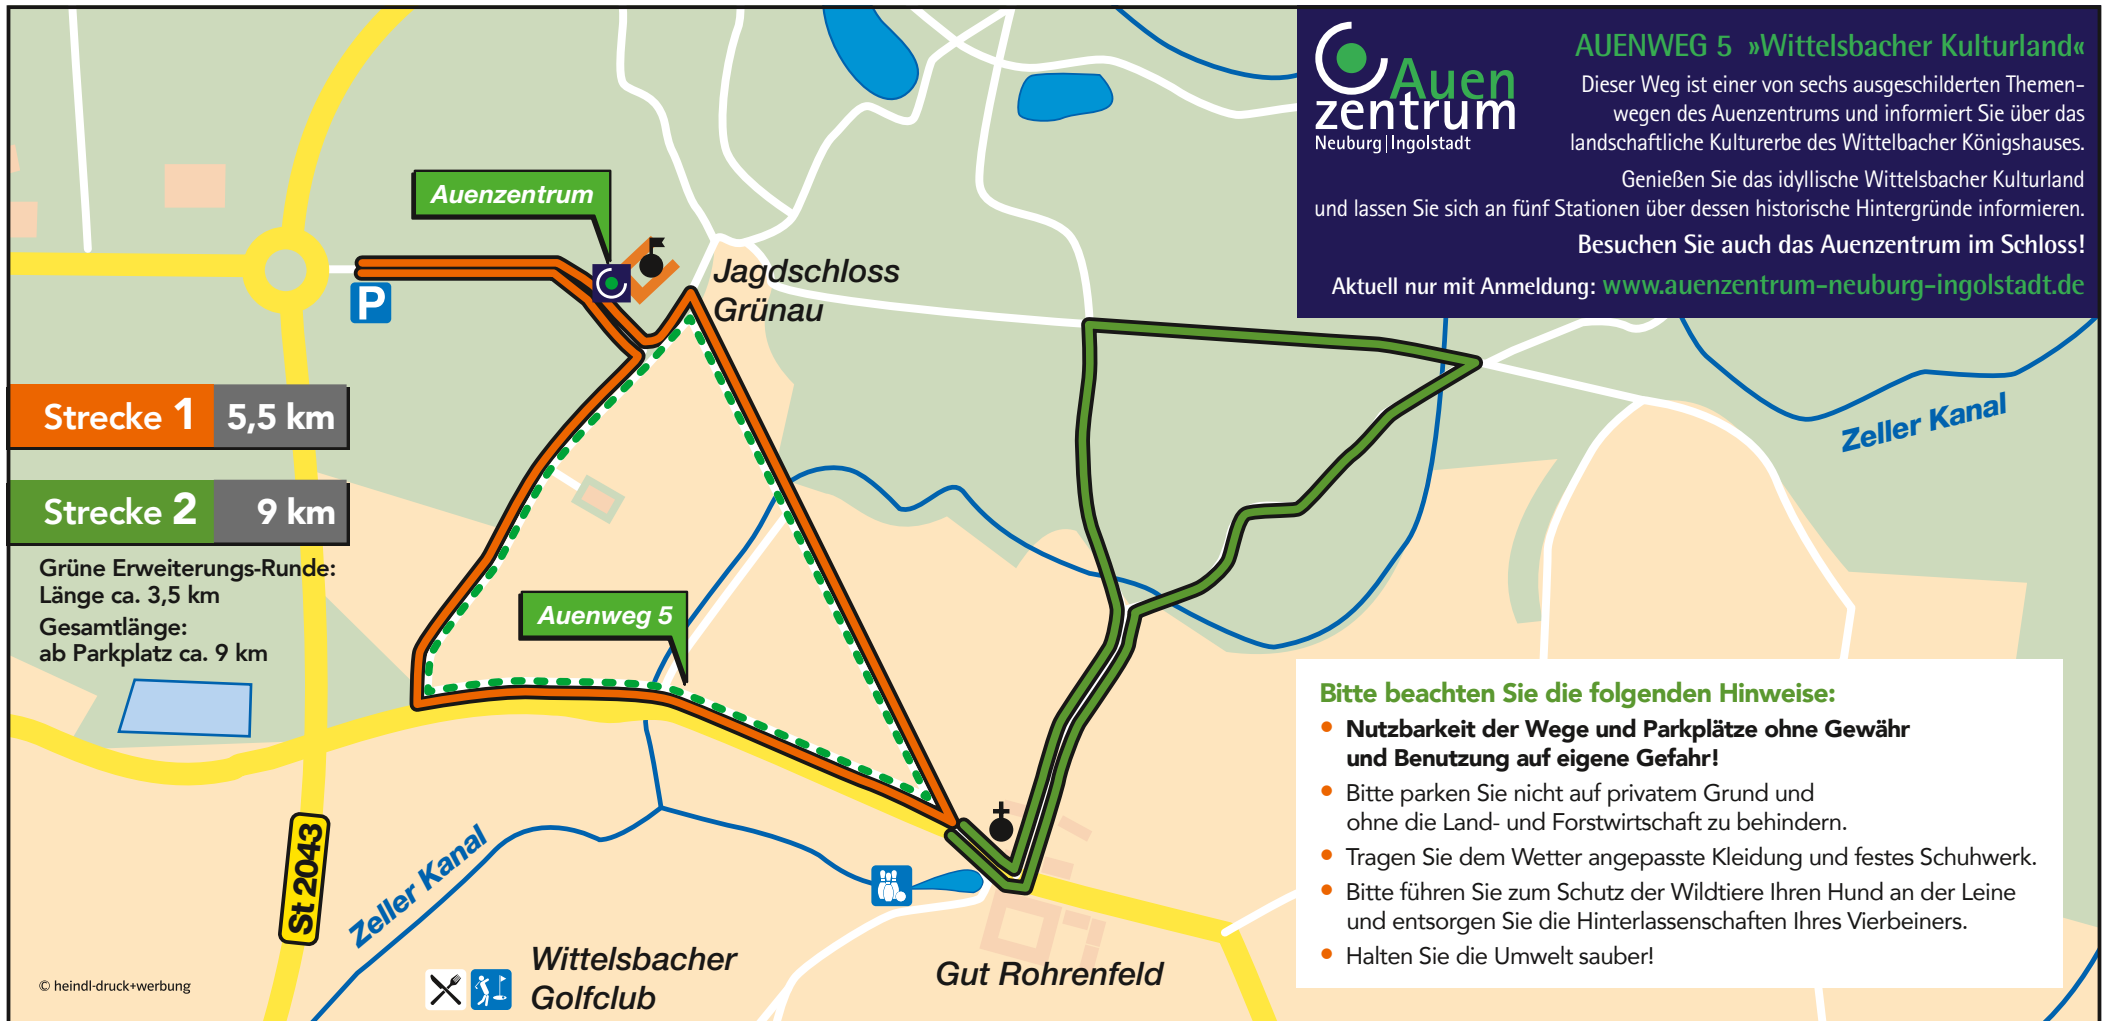 Auen
zentrum
Neuburg|Ingolstadt
AUENWEG 5 »Wittelsbacher Kulturland«
Dieser Weg ist einer von sechs ausgeschilderten Themen-
wegen des Auenzentrums und informiert Sie über das
landschaftliche Kulturerbe des Wittelbacher Königshauses.
Genießen Sie das idyllische Wittelsbacher Kulturland
und lassen Sie sich an fünf Stationen über dessen historische Hintergründe informieren.
Besuchen Sie auch das Auenzentrum im Schloss!
Aktuell nur mit Anmeldung: www.auenzentrum-neuburg-ingolstadt.de
Auenzentrum
Jagdschloss
Grünau
P
Strecke 1 5,5 km
Strecke 2 9 km
Grüne Erweiterungs-Runde:
Länge ca. 3,5 km
Gesamtlänge:
ab Parkplatz ca. 9 km
Auenweg 5
Zeller Kanal
St 2043
Zeller Kanal
Wittelsbacher
Golfclub
Gut Rohrenfeld
Bitte beachten Sie die folgenden Hinweise:
• Nutzbarkeit der Wege und Parkplätze ohne Gewähr
und Benutzung auf eigene Gefahr!
• Bitte parken Sie nicht auf privatem Grund und
ohne die Land- und Forstwirtschaft zu behindern.
• Tragen Sie dem Wetter angepasste Kleidung und festes Schuhwerk.
• Bitte führen Sie zum Schutz der Wildtiere Ihren Hund an der Leine
und entsorgen Sie die Hinterlassenschaften Ihres Vierbeiners.
• Halten Sie die Umwelt sauber!
© heindl-druck+werbung